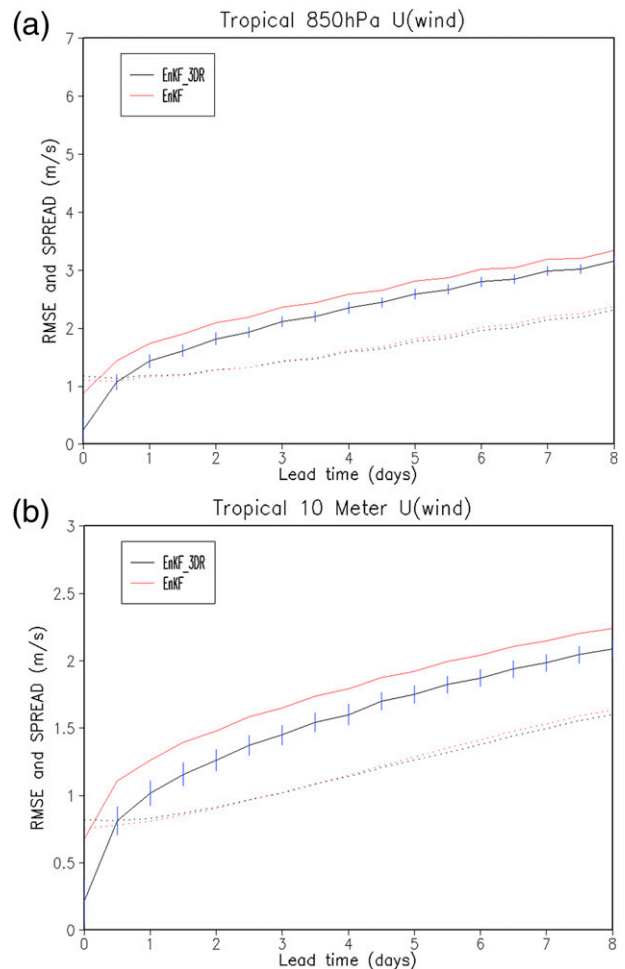 (a)
Tropical 850hPa U(wind)
7
6
5
4
3
2
1
0
RMSE and SPREAD (m/s)
EnKF_3DR
EnKF
0 1 2 3 4 5 6 7 8
Lead time (days)
(b)
Tropical 10 Meter U(wind)
3
2.5
2
1.5
1
0.5
0
RMSE and SPREAD (m/s)
EnKF_3DR
EnKF
0 1 2 3 4 5 6 7 8
Lead time (days)